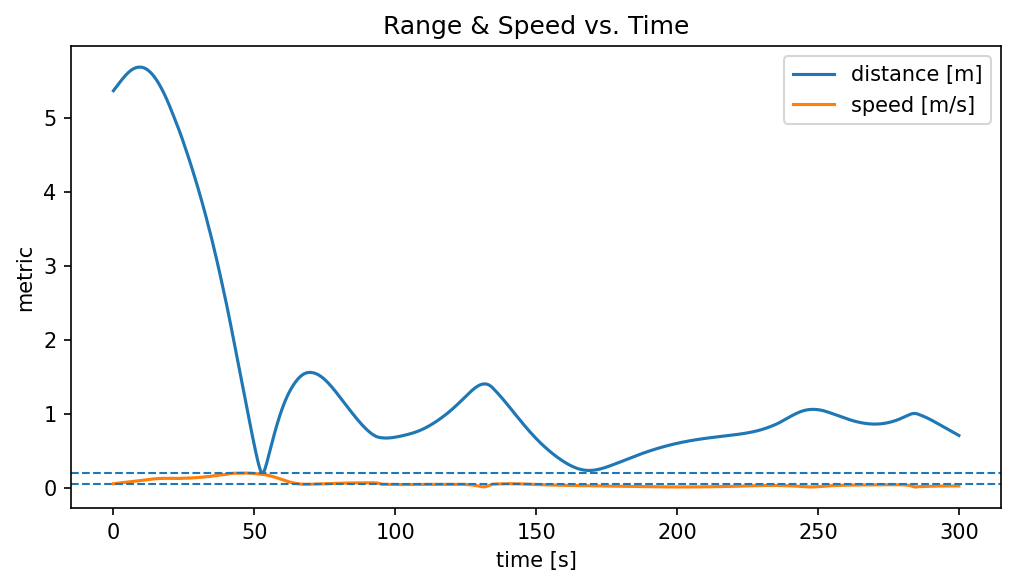 Range & Speed vs. Time
distance [m]
speed [m/s]
metric
5
4
3
2
1
0
0 50 100 150 200 250 300
time [s]